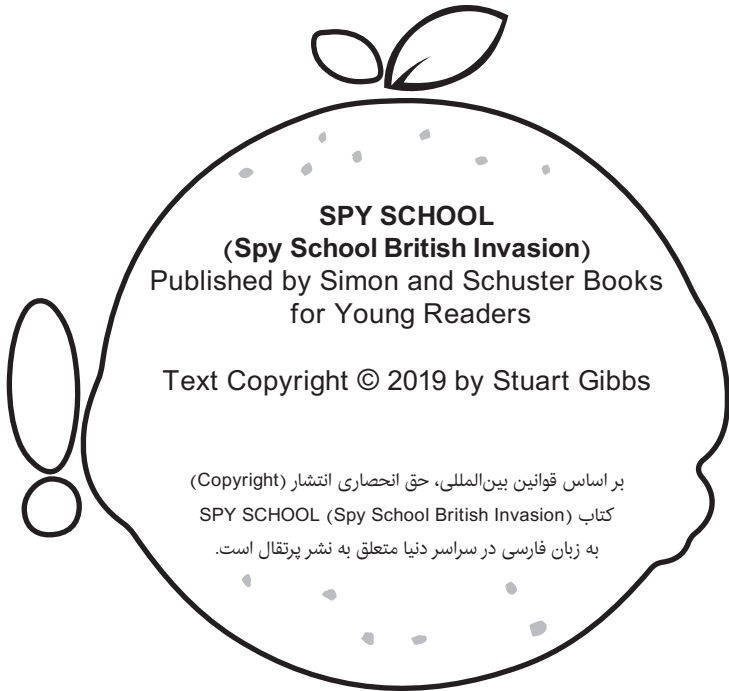 SPY SCHOOL
(Spy School British Invasion)
Published by Simon and Schuster Books
for Young Readers
Text Copyright © 2019 by Stuart Gibbs
بر اساس قوانین بین‌المللی، حق انحصاری انتشار (Copyright)
کتاب SPY SCHOOL (Spy School British Invasion)
به زبان فارسی در سراسر دنیا متعلق به نشر پرتقال است.